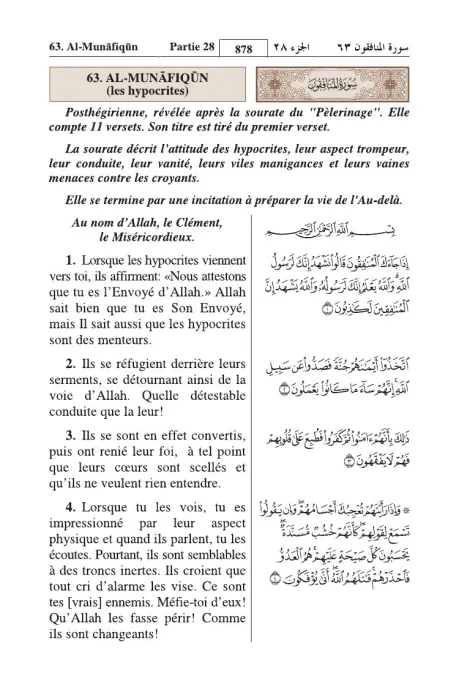 63. Al-Munāfiqūn Partie 28 878 الجزء ٢٨ سورة المنافقون ٦٣
63. AL-MUNĀFIQŪN
(les hypocrites)
سُورَةُ المُنَافِقُونَ
Posthégirienne, révélée après la sourate du "Pèlerinage". Elle
compte 11 versets. Son titre est tiré du premier verset.
La sourate décrit l'attitude des hypocrites, leur aspect trompeur,
leur conduite, leur vanité, leurs viles manigances et leurs vaines
menaces contre les croyants.
Elle se termine par une incitation à préparer la vie de l'Au-delà.
Au nom d'Allah, le Clément,
le Miséricordieux.
1. Lorsque les hypocrites viennent
vers toi, ils affirment: «Nous attestons
que tu es l'Envoyé d'Allah.» Allah
sait bien que tu es Son Envoyé,
mais Il sait aussi que les hypocrites
sont des menteurs.
2. Ils se réfugient derrière leurs
serments, se détournant ainsi de la
voie d'Allah. Quelle détestable
conduite que la leur!
3. Ils se sont en effet convertis,
puis ont renié leur foi, à tel point
que leurs cœurs sont scellés et
qu'ils ne veulent rien entendre.
4. Lorsque tu les vois, tu es
impressionné par leur aspect
physique et quand ils parlent, tu les
écoutes. Pourtant, ils sont semblables
à des troncs inertes. Ils croient que
tout cri d'alarme les vise. Ce sont
tes [vrais] ennemis. Méfie-toi d'eux!
Qu'Allah les fasse périr! Comme
ils sont changeants!
بِسْمِ اللَّهِ الرَّحْمَٰنِ الرَّحِيمِ
إِذَا جَاءَكَ الْمُنَافِقُونَ قَالُوا نَشْهَدُ إِنَّكَ لَرَسُولُ
اللَّهِ وَاللَّهُ يَعْلَمُ إِنَّكَ لَرَسُولُهُ وَاللَّهُ يَشْهَدُ إِنَّ
الْمُنَافِقِينَ لَكَاذِبُونَ ١
اتَّخَذُوا أَيْمَانَهُمْ جُنَّةً فَصَدُّوا عَن سَبِيلِ
اللَّهِ إِنَّهُمْ سَاءَ مَا كَانُوا يَعْمَلُونَ ٢
ذَٰلِكَ بِأَنَّهُمْ ءَامَنُوا ثُمَّ كَفَرُوا فَطُبِعَ عَلَىٰ قُلُوبِهِمْ
فَهُمْ لَا يَفْقَهُونَ ٣
* وَإِذَا رَأَيْتَهُمْ تُعْجِبُكَ أَجْسَامُهُمْ وَإِن يَقُولُوا
تَسْمَعْ لِقَوْلِهِمْ كَأَنَّهُمْ خُشُبٌ مُّسَنَّدَةٌ
يَحْسَبُونَ كُلَّ صَيْحَةٍ عَلَيْهِمْ هُمُ الْعَدُوُّ
فَاحْذَرْهُمْ قَاتَلَهُمُ اللَّهُ أَنَّىٰ يُؤْفَكُونَ ٤